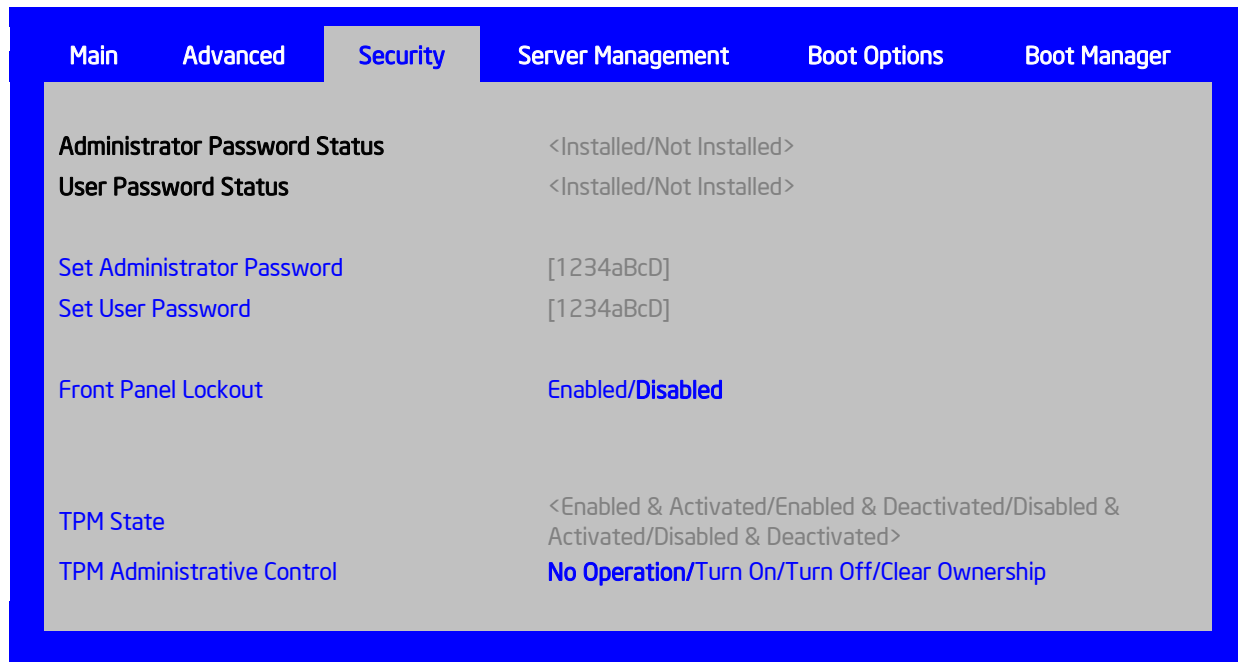 Main Advanced Security Server Management Boot Options Boot Manager
Administrator Password Status <Installed/Not Installed>
User Password Status <Installed/Not Installed>
Set Administrator Password [1234aBcD]
Set User Password [1234aBcD]
Front Panel Lockout Enabled/Disabled
TPM State <Enabled & Activated/Enabled & Deactivated/Disabled &
Activated/Disabled & Deactivated>
TPM Administrative Control No Operation/Turn On/Turn Off/Clear Ownership